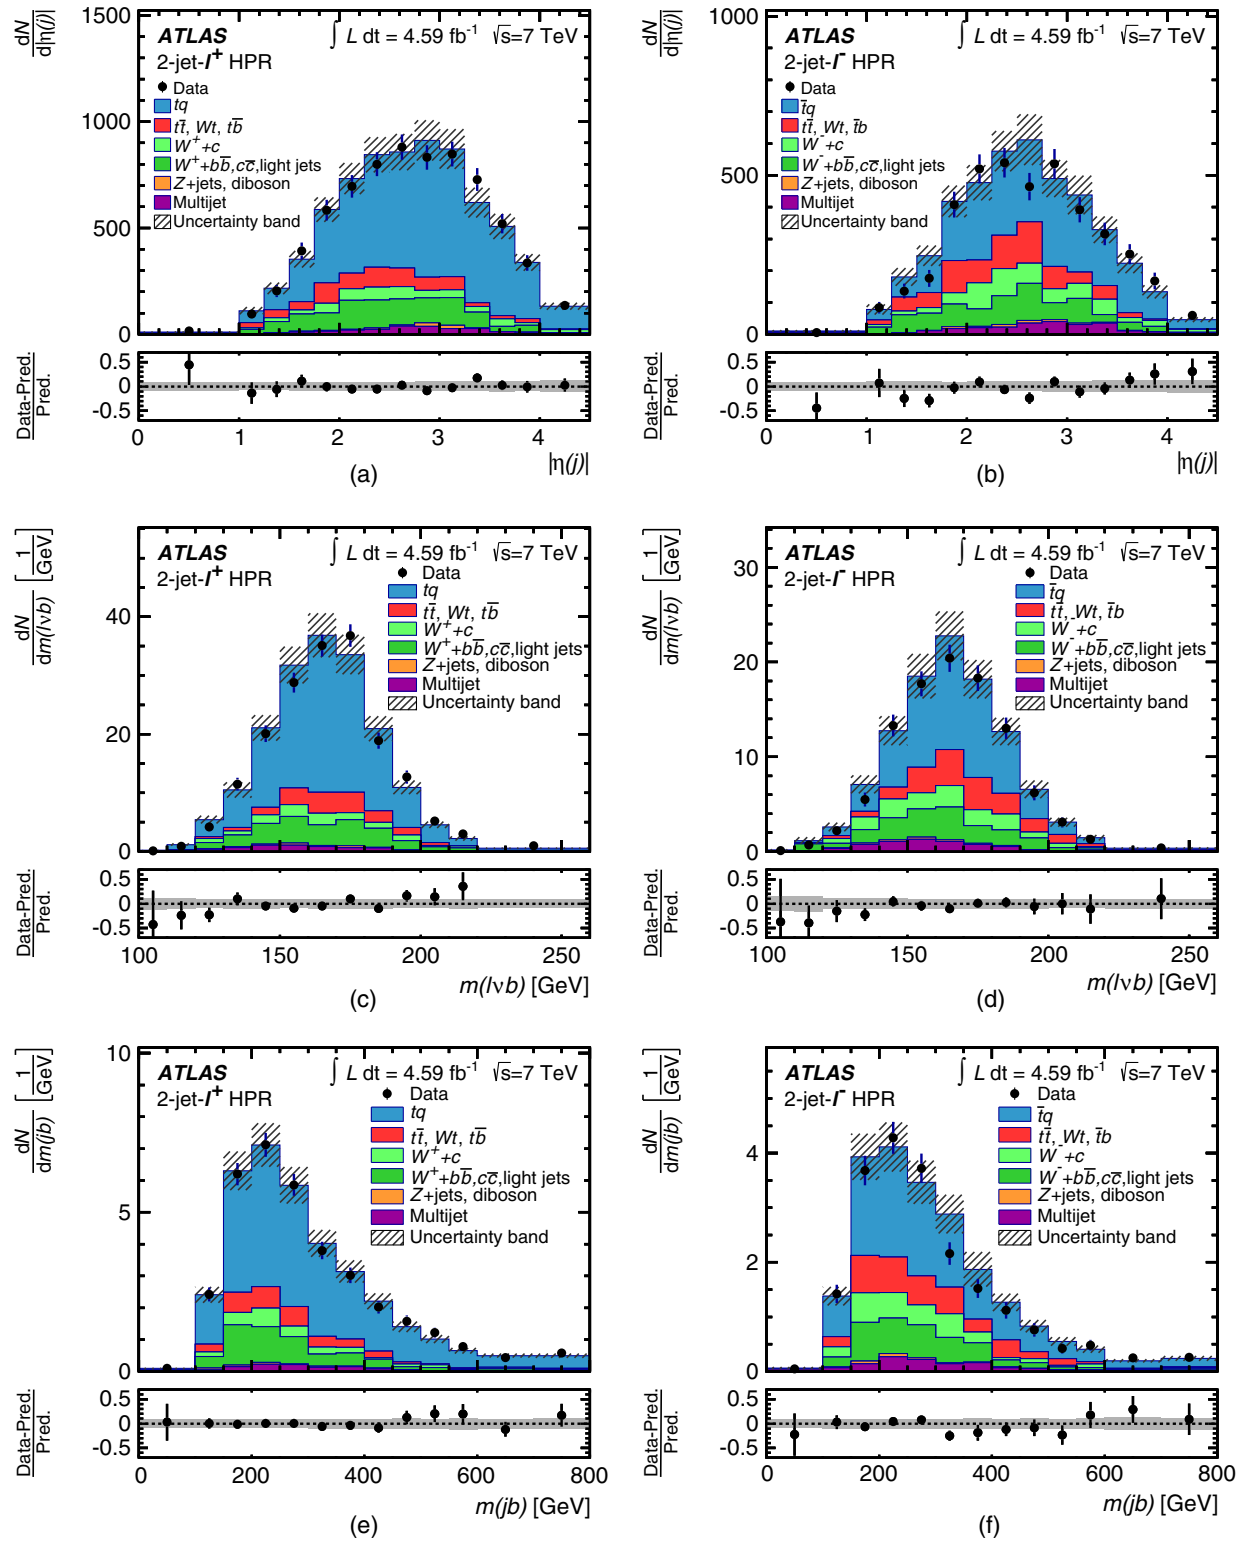 dN
d|η(j)|
1500
1000
500
0
ATLAS
∫ L dt = 4.59 fb⁻¹ √s=7 TeV
2-jet-l⁺ HPR
Data
tq
tt̄, Wt, tb̄
W⁺+c
W⁺+bb̄,cc̄,light jets
Z+jets, diboson
Multijet
Uncertainty band
Data-Pred.
Pred.
0.5
0
-0.5
0 1 2 3 4
|η(j)|
(a)
dN
d|η(j)|
1000
500
0
ATLAS
∫ L dt = 4.59 fb⁻¹ √s=7 TeV
2-jet-l⁻ HPR
Data
t̄q
tt̄, Wt, t̄b
W⁻+c
W⁻+bb̄,cc̄,light jets
Z+jets, diboson
Multijet
Uncertainty band
Data-Pred.
Pred.
0.5
0
-0.5
0 1 2 3 4
|η(j)|
(b)
dN
dm(lνb)
[1/GeV]
40
20
0
ATLAS
∫ L dt = 4.59 fb⁻¹ √s=7 TeV
2-jet-l⁺ HPR
Data
tq
tt̄, Wt, tb̄
W⁺+c
W⁺+bb̄,cc̄,light jets
Z+jets, diboson
Multijet
Uncertainty band
Data-Pred.
Pred.
0.5
0
-0.5
100 150 200 250
m(lνb) [GeV]
(c)
dN
dm(lνb)
[1/GeV]
30
20
10
0
ATLAS
∫ L dt = 4.59 fb⁻¹ √s=7 TeV
2-jet-l⁻ HPR
Data
t̄q
tt̄, Wt, t̄b
W⁻+c
W⁻+bb̄,cc̄,light jets
Z+jets, diboson
Multijet
Uncertainty band
Data-Pred.
Pred.
0.5
0
-0.5
100 150 200 250
m(lνb) [GeV]
(d)
dN
dm(jb)
[1/GeV]
10
5
0
ATLAS
∫ L dt = 4.59 fb⁻¹ √s=7 TeV
2-jet-l⁺ HPR
Data
tq
tt̄, Wt, tb̄
W⁺+c
W⁺+bb̄,cc̄,light jets
Z+jets, diboson
Multijet
Uncertainty band
Data-Pred.
Pred.
0.5
0
-0.5
0 200 400 600 800
m(jb) [GeV]
(e)
dN
dm(jb)
[1/GeV]
4
2
0
ATLAS
∫ L dt = 4.59 fb⁻¹ √s=7 TeV
2-jet-l⁻ HPR
Data
t̄q
tt̄, Wt, t̄b
W⁻+c
W⁻+bb̄,cc̄,light jets
Z+jets, diboson
Multijet
Uncertainty band
Data-Pred.
Pred.
0.5
0
-0.5
0 200 400 600 800
m(jb) [GeV]
(f)